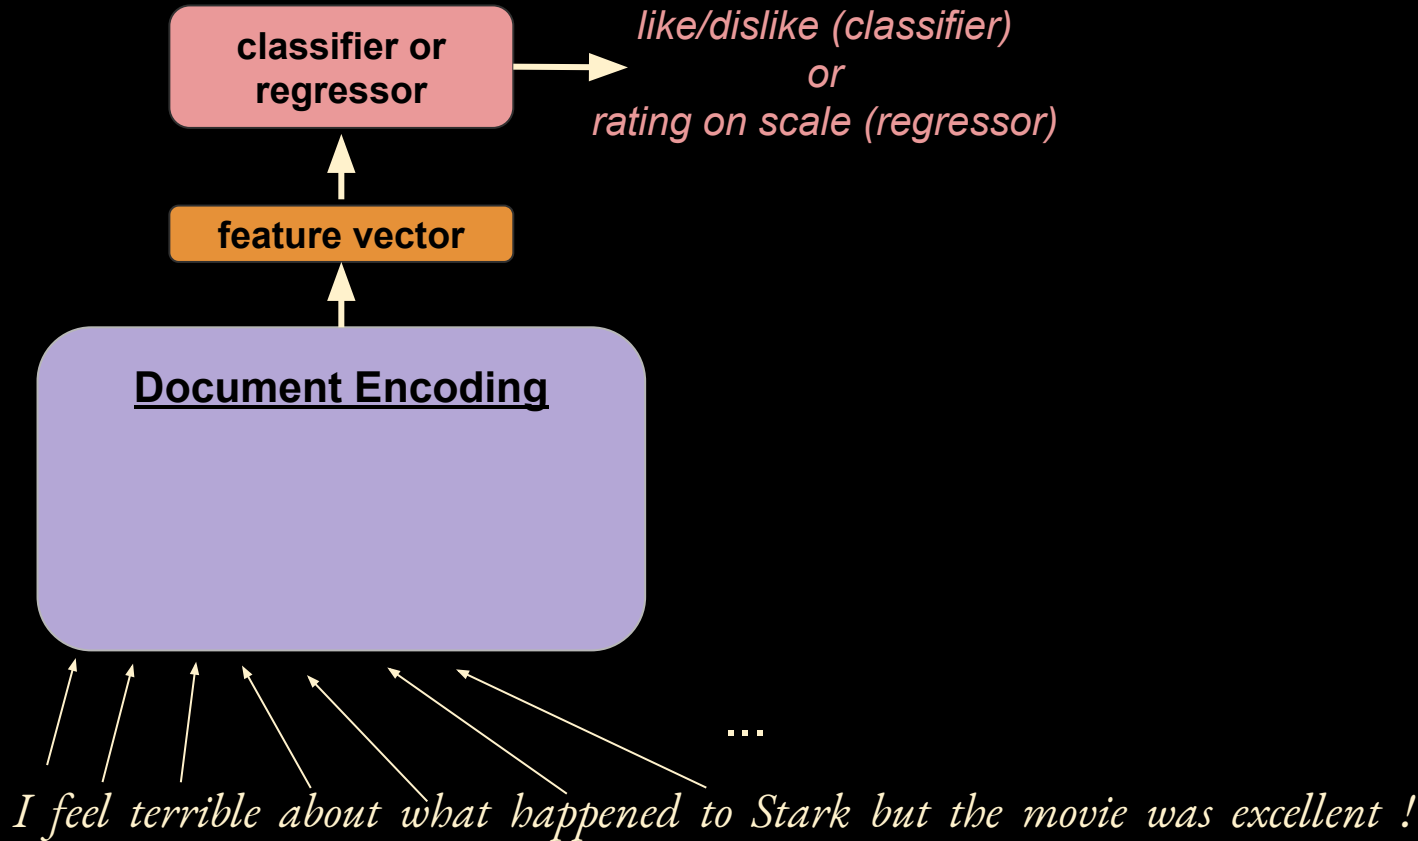 classifier or
regressor
like/dislike (classifier)
or
rating on scale (regressor)
feature vector
Document Encoding
...
I feel terrible about what happened to Stark but the movie was excellent !